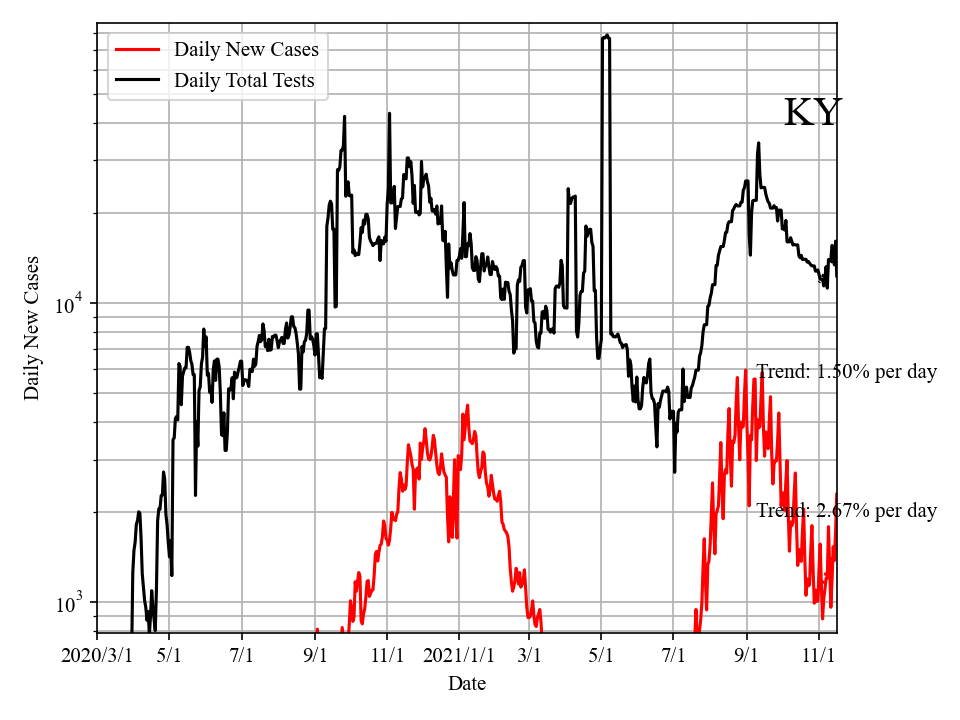 Daily New Cases
Daily Total Tests
KY
Daily New Cases
10^4
10^3
Trend: 1.50% per day
Trend: 2.67% per day
2020/3/1 5/1 7/1 9/1 11/1 2021/1/1 3/1 5/1 7/1 9/1 11/1
Date